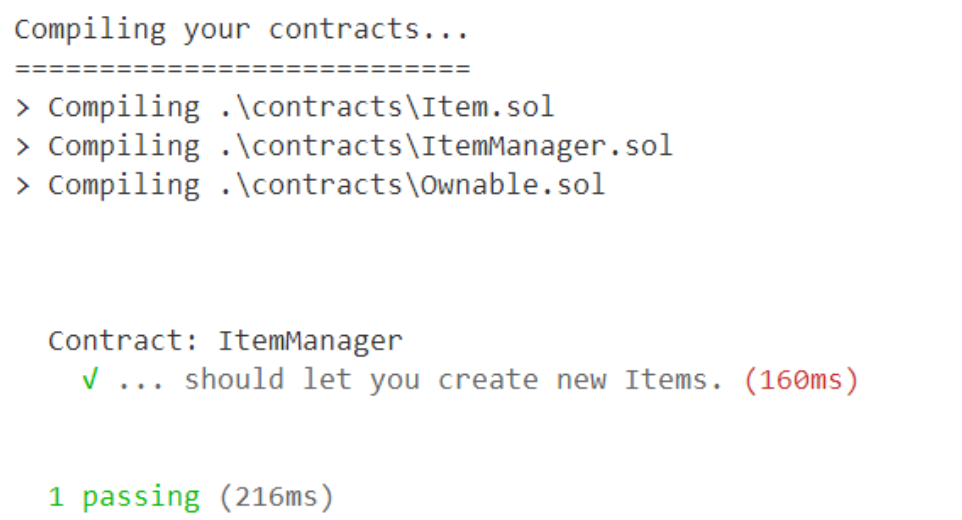 Compiling your contracts...
===========================
> Compiling .\contracts\Item.sol
> Compiling .\contracts\ItemManager.sol
> Compiling .\contracts\Ownable.sol
Contract: ItemManager
√ ... should let you create new Items. (160ms)
1 passing (216ms)